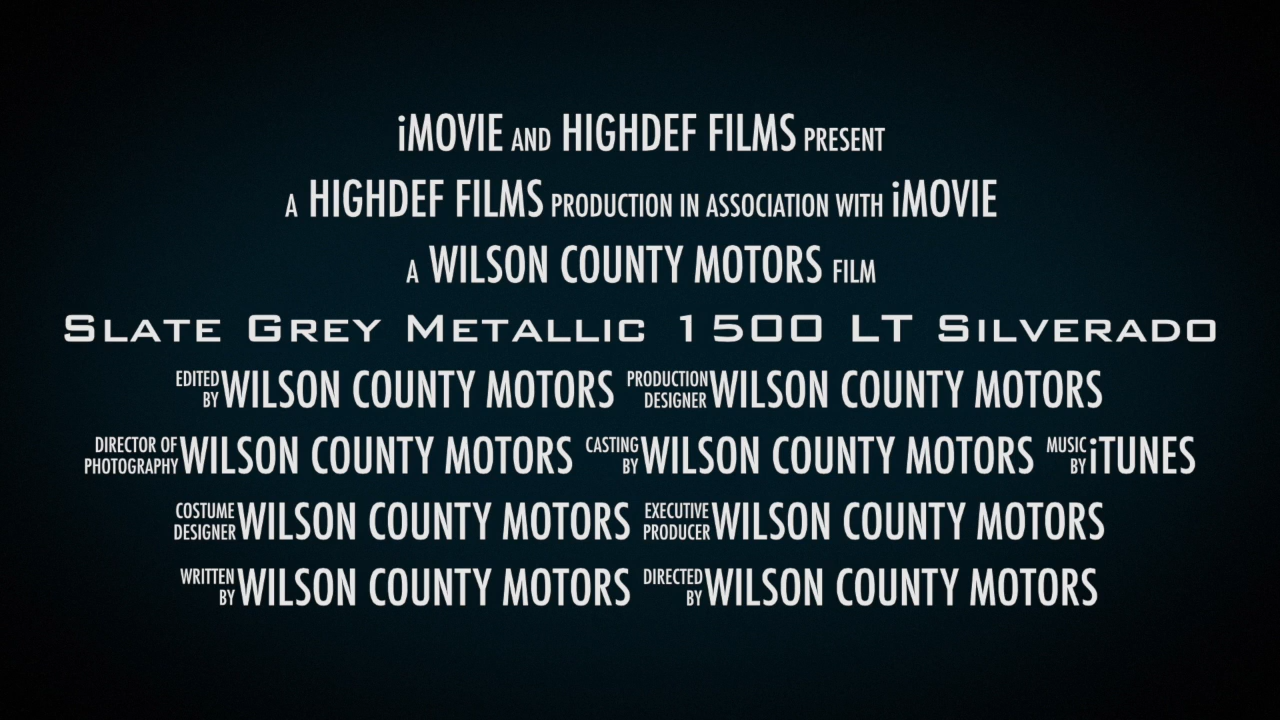 iMOVIE AND HIGHDEF FILMS PRESENT
A HIGHDEF FILMS PRODUCTION IN ASSOCIATION WITH iMOVIE
A WILSON COUNTY MOTORS FILM
SLATE GREY METALLIC 1500 LT SILVERADO
EDITED BY WILSON COUNTY MOTORS PRODUCTION DESIGNER WILSON COUNTY MOTORS
DIRECTOR OF PHOTOGRAPHY WILSON COUNTY MOTORS CASTING BY WILSON COUNTY MOTORS MUSIC BY iTUNES
COSTUME DESIGNER WILSON COUNTY MOTORS EXECUTIVE PRODUCER WILSON COUNTY MOTORS
WRITTEN BY WILSON COUNTY MOTORS DIRECTED BY WILSON COUNTY MOTORS